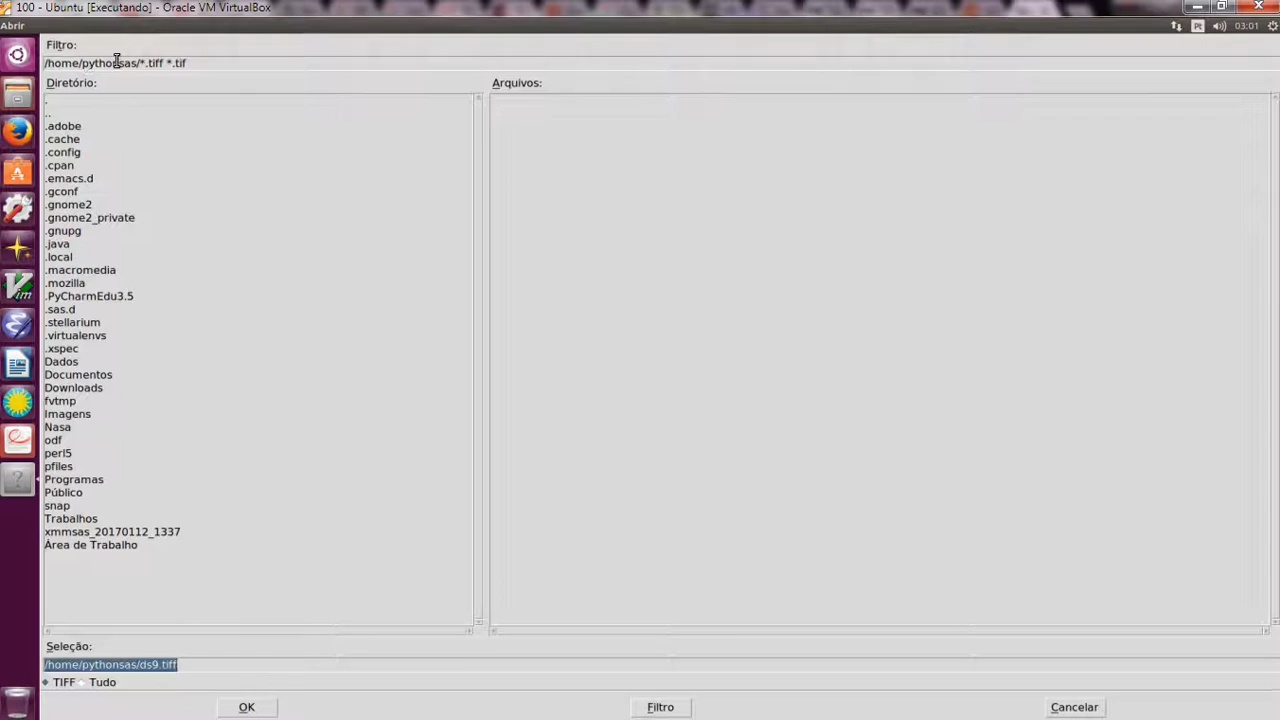 100 - Ubuntu [Executando] - Oracle VM VirtualBox
Abrir
Pt
03:01
Filtro:
/home/pythonsas/*.tiff *.tif
Diretório:
Arquivos:
.
..
.adobe
.cache
.config
.cpan
.emacs.d
.gconf
.gnome2
.gnome2_private
.gnupg
.java
.local
.macromedia
.mozilla
.PyCharmEdu3.5
.sas.d
.stellarium
.virtualenvs
.xspec
Dados
Documentos
Downloads
fvtmp
Imagens
Nasa
odf
perl5
pfiles
Programas
Público
snap
Trabalhos
xmmsas_20170112_1337
Área de Trabalho
Seleção:
/home/pythonsas/ds9.tiff
TIFF Tudo
OK
Filtro
Cancelar
Vim
?